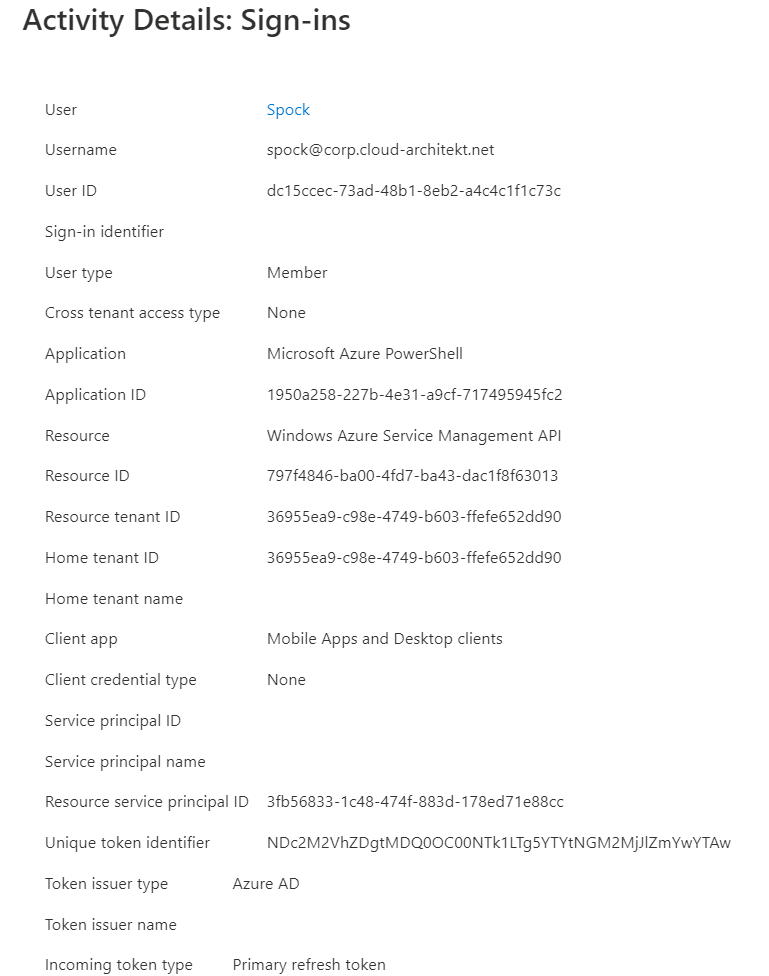 Activity Details: Sign-ins
User Spock
Username spock@corp.cloud-architekt.net
User ID dc15ccec-73ad-48b1-8eb2-a4c4c1f1c73c
Sign-in identifier
User type Member
Cross tenant access type None
Application Microsoft Azure PowerShell
Application ID 1950a258-227b-4e31-a9cf-717495945fc2
Resource Windows Azure Service Management API
Resource ID 797f4846-ba00-4fd7-ba43-dac1f8f63013
Resource tenant ID 36955ea9-c98e-4749-b603-ffefe652dd90
Home tenant ID 36955ea9-c98e-4749-b603-ffefe652dd90
Home tenant name
Client app Mobile Apps and Desktop clients
Client credential type None
Service principal ID
Service principal name
Resource service principal ID 3fb56833-1c48-474f-883d-178ed71e88cc
Unique token identifier NDc2M2VhZDgtMDQ0OC00NTk1LTg5YTYtNGM2MjJlZmYwYTAw
Token issuer type Azure AD
Token issuer name
Incoming token type Primary refresh token